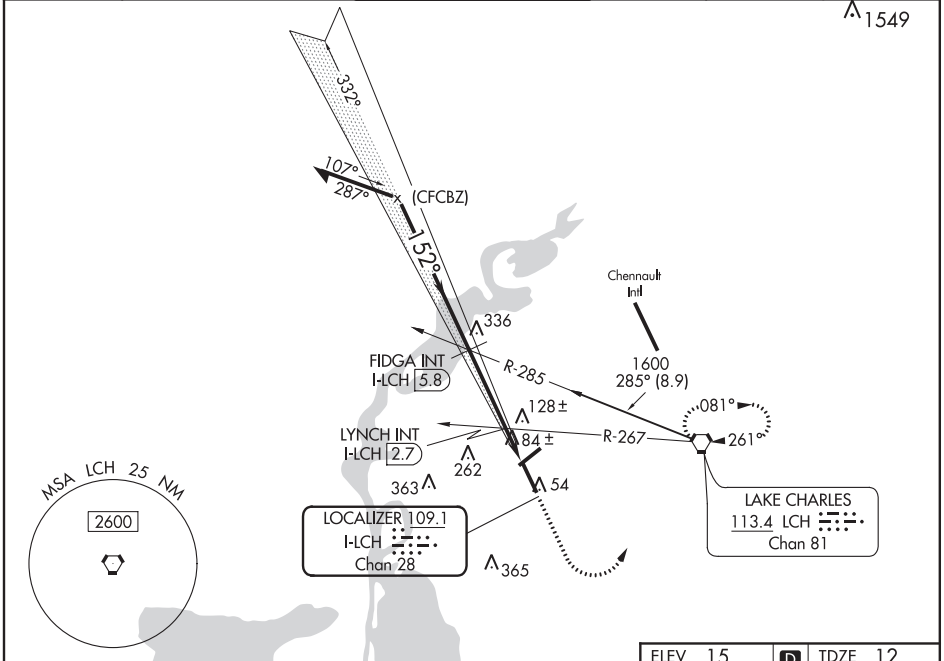 1549
332°
107°
287°
(CFCBZ)
152°
Chennault
Intl
336
1600
285° (8.9)
FIDGA INT
I-LCH 5.8
R-285
081°
128±
LYNCH INT
I-LCH 2.7
84±
R-267
261°
262
363
54
MSA LCH 25 NM
2600
LOCALIZER 109.1
I-LCH
Chan 28
LAKE CHARLES
113.4 LCH
Chan 81
365
ELEV 15
D
TDZE 12